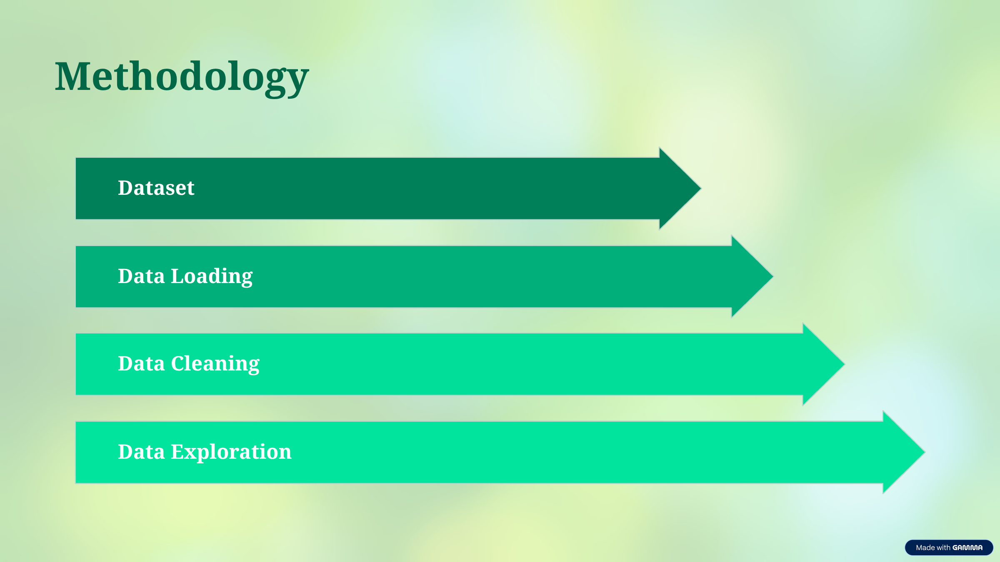 Methodology
Dataset
Data Loading
Data Cleaning
Data Exploration
Made with GAMMA